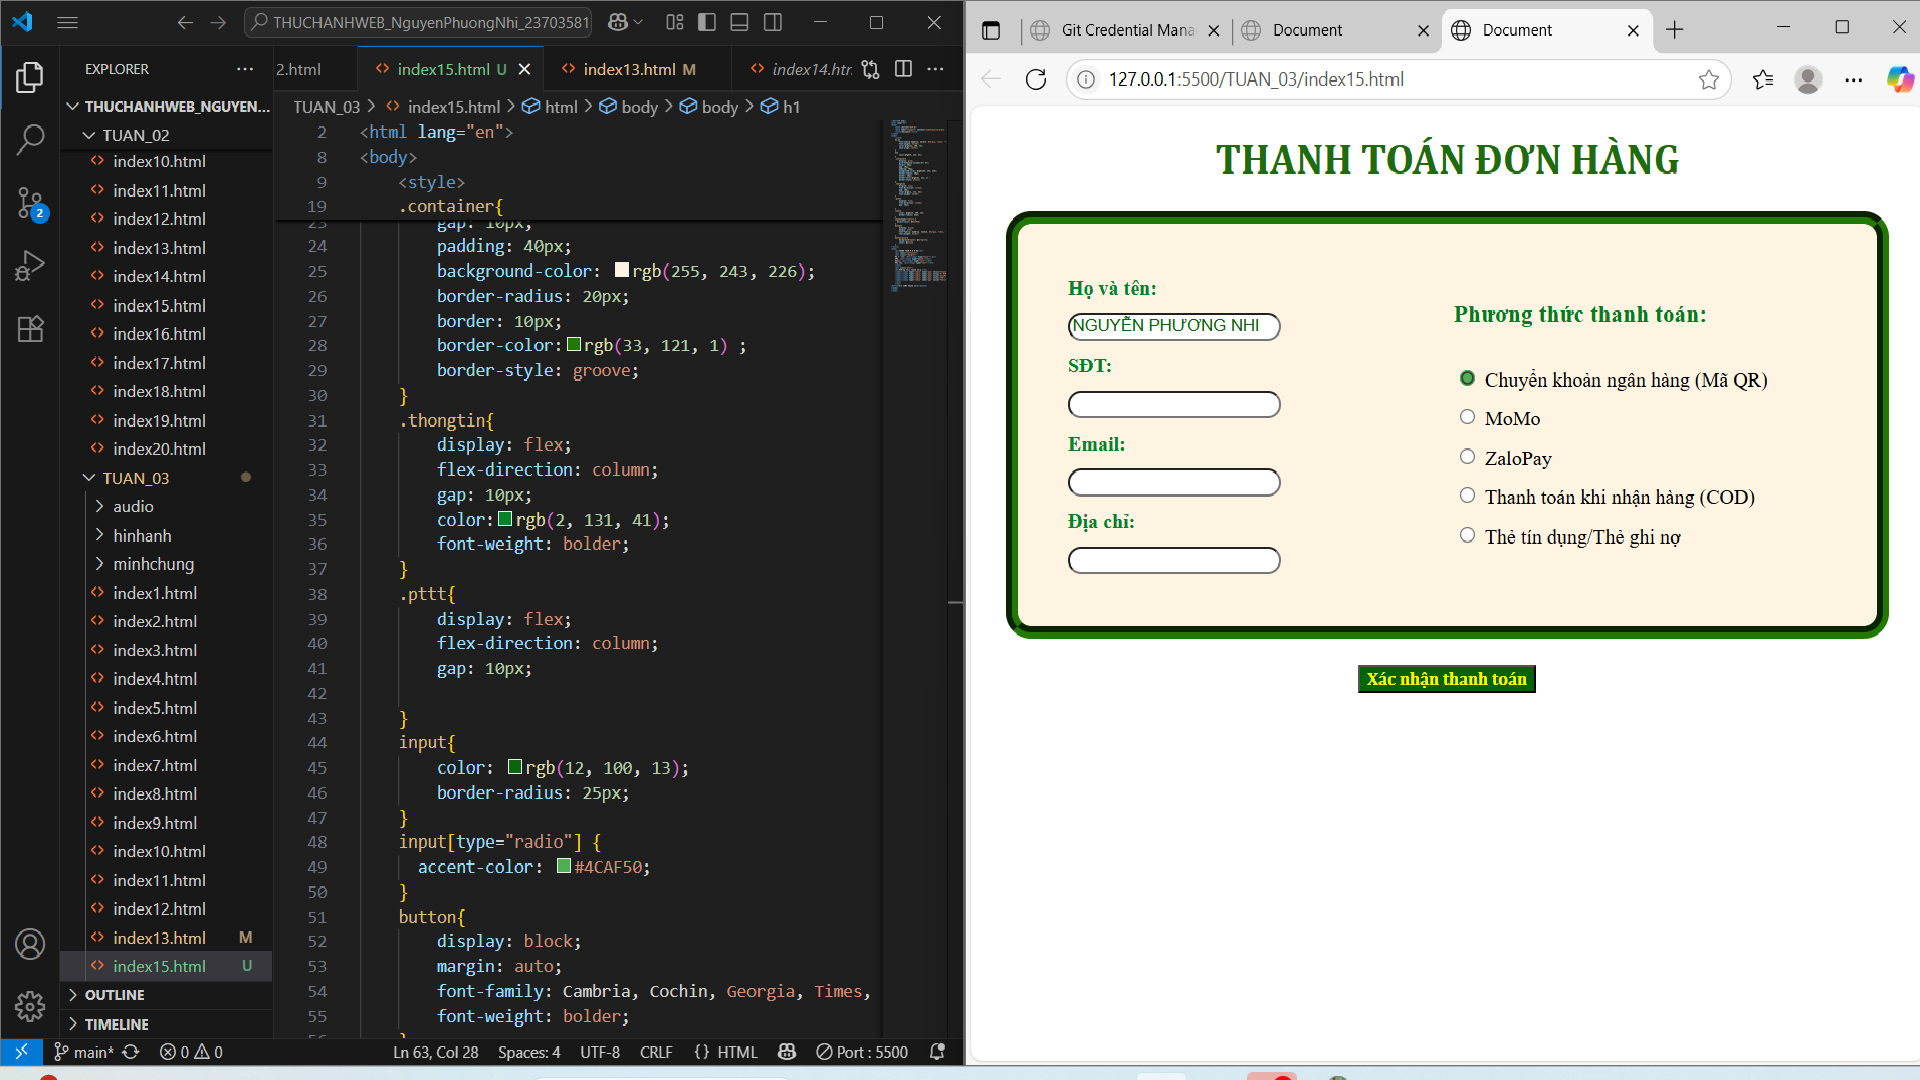 THUCHANHWEB_NguyenPhuongNhi_23703581
EXPLORER
THUCHANHWEB_NGUYEN...
TUAN_02
index10.html
index11.html
index12.html
index13.html
index14.html
index15.html
index16.html
index17.html
index18.html
index19.html
index20.html
TUAN_03
audio
hinhanh
minhchung
index1.html
index2.html
index3.html
index4.html
index5.html
index6.html
index7.html
index8.html
index9.html
index10.html
index11.html
index12.html
index13.html M
index15.html U
OUTLINE
TIMELINE
2
2.html
index15.html U
index13.html M
index14.htr
TUAN_03 > index15.html > html > body > body > h1
2 <html lang="en">
8 <body>
9 <style>
19 .container{
23 gap: 10px;
24 padding: 40px;
25 background-color: rgb(255, 243, 226);
26 border-radius: 20px;
27 border: 10px;
28 border-color: rgb(33, 121, 1) ;
29 border-style: groove;
30 }
31 .thongtin{
32 display: flex;
33 flex-direction: column;
34 gap: 10px;
35 color: rgb(2, 131, 41);
36 font-weight: bolder;
37 }
38 .pttt{
39 display: flex;
40 flex-direction: column;
41 gap: 10px;
42
43 }
44 input{
45 color: rgb(12, 100, 13);
46 border-radius: 25px;
47 }
48 input[type="radio"] {
49 accent-color: #4CAF50;
50 }
51 button{
52 display: block;
53 margin: auto;
54 font-family: Cambria, Cochin, Georgia, Times,
55 font-weight: bolder;
main* 0 0 Ln 63, Col 28 Spaces: 4 UTF-8 CRLF {} HTML Port : 5500
Git Credential Mana
Document
Document
127.0.0.1:5500/TUAN_03/index15.html
THANH TOÁN ĐƠN HÀNG
Họ và tên:
NGUYỄN PHƯƠNG NHI
SĐT:
Email:
Địa chỉ:
Phương thức thanh toán:
Chuyển khoản ngân hàng (Mã QR)
MoMo
ZaloPay
Thanh toán khi nhận hàng (COD)
Thẻ tín dụng/Thẻ ghi nợ
Xác nhận thanh toán